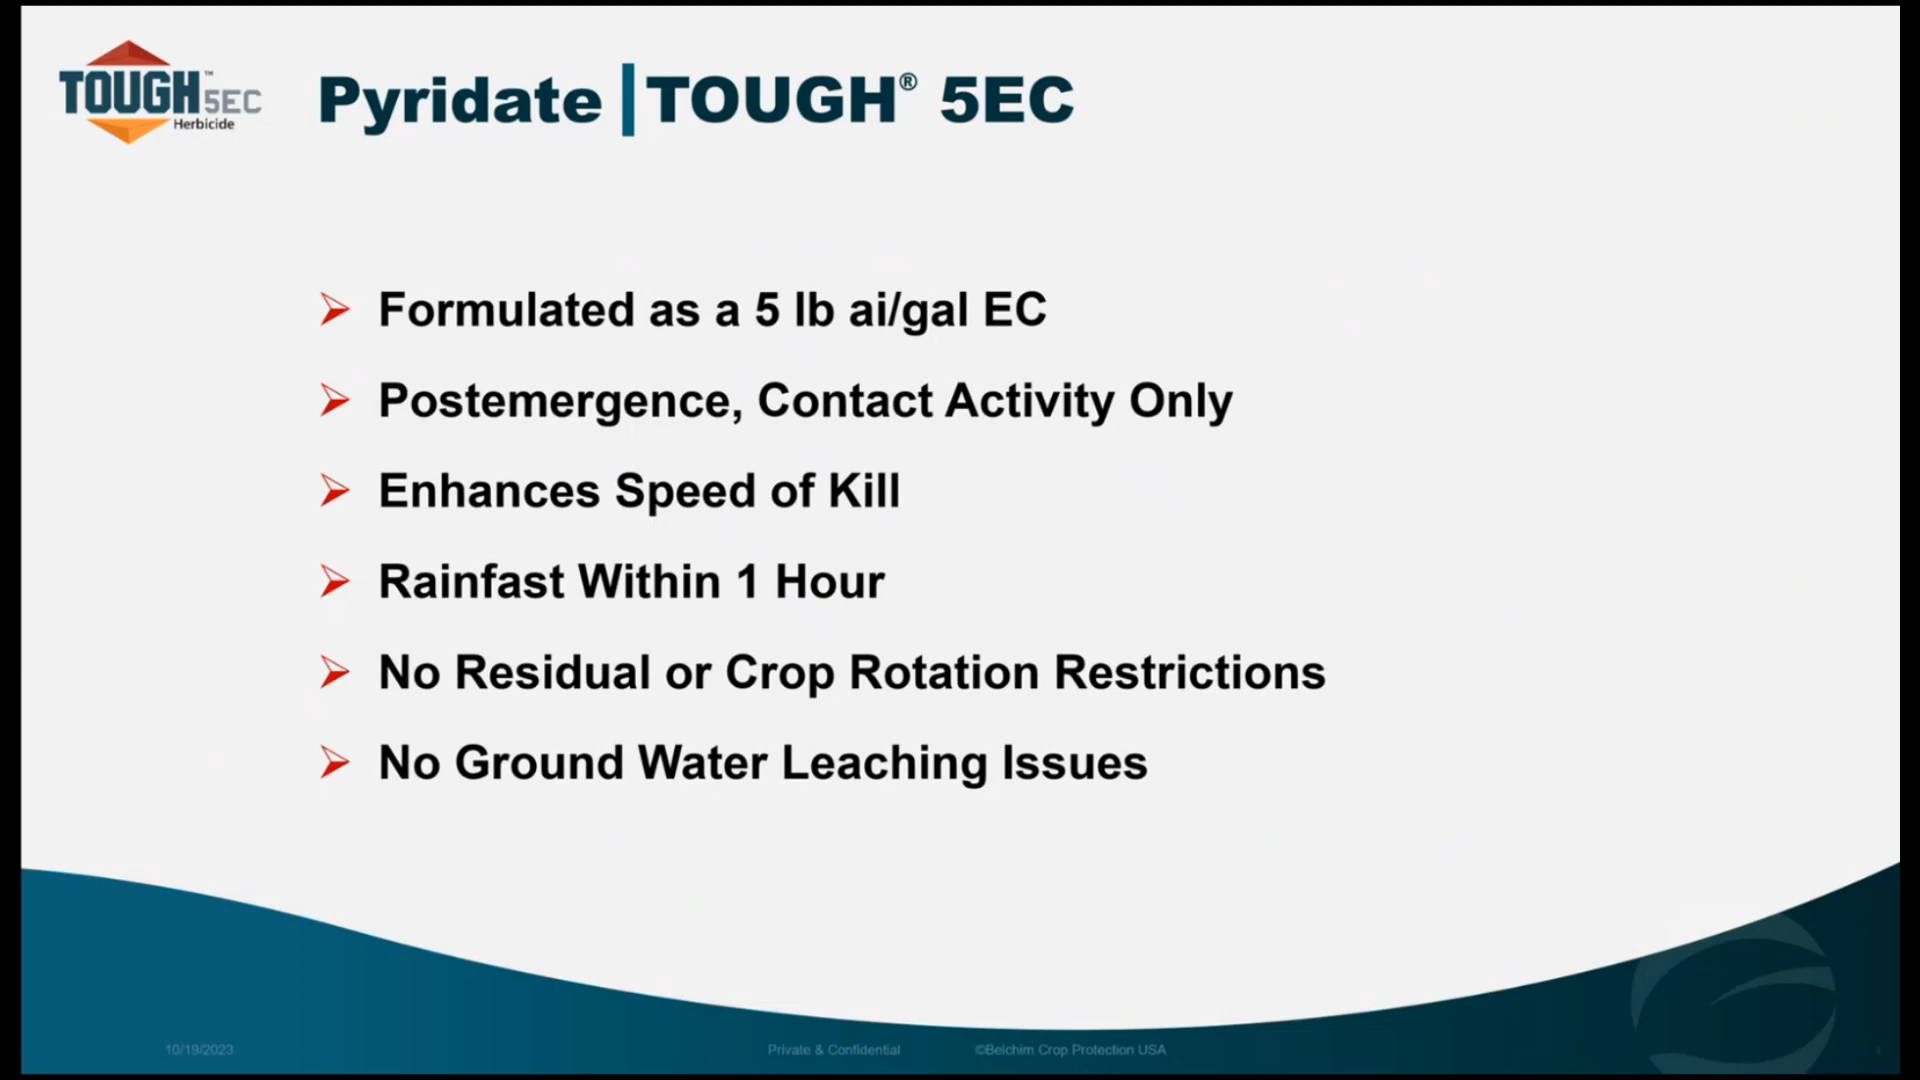 TOUGH™ 5EC
Herbicide
Pyridate | TOUGH® 5EC
Formulated as a 5 lb ai/gal EC
Postemergence, Contact Activity Only
Enhances Speed of Kill
Rainfast Within 1 Hour
No Residual or Crop Rotation Restrictions
No Ground Water Leaching Issues
10/19/2023
Private & Confidential
©Belchim Crop Protection USA